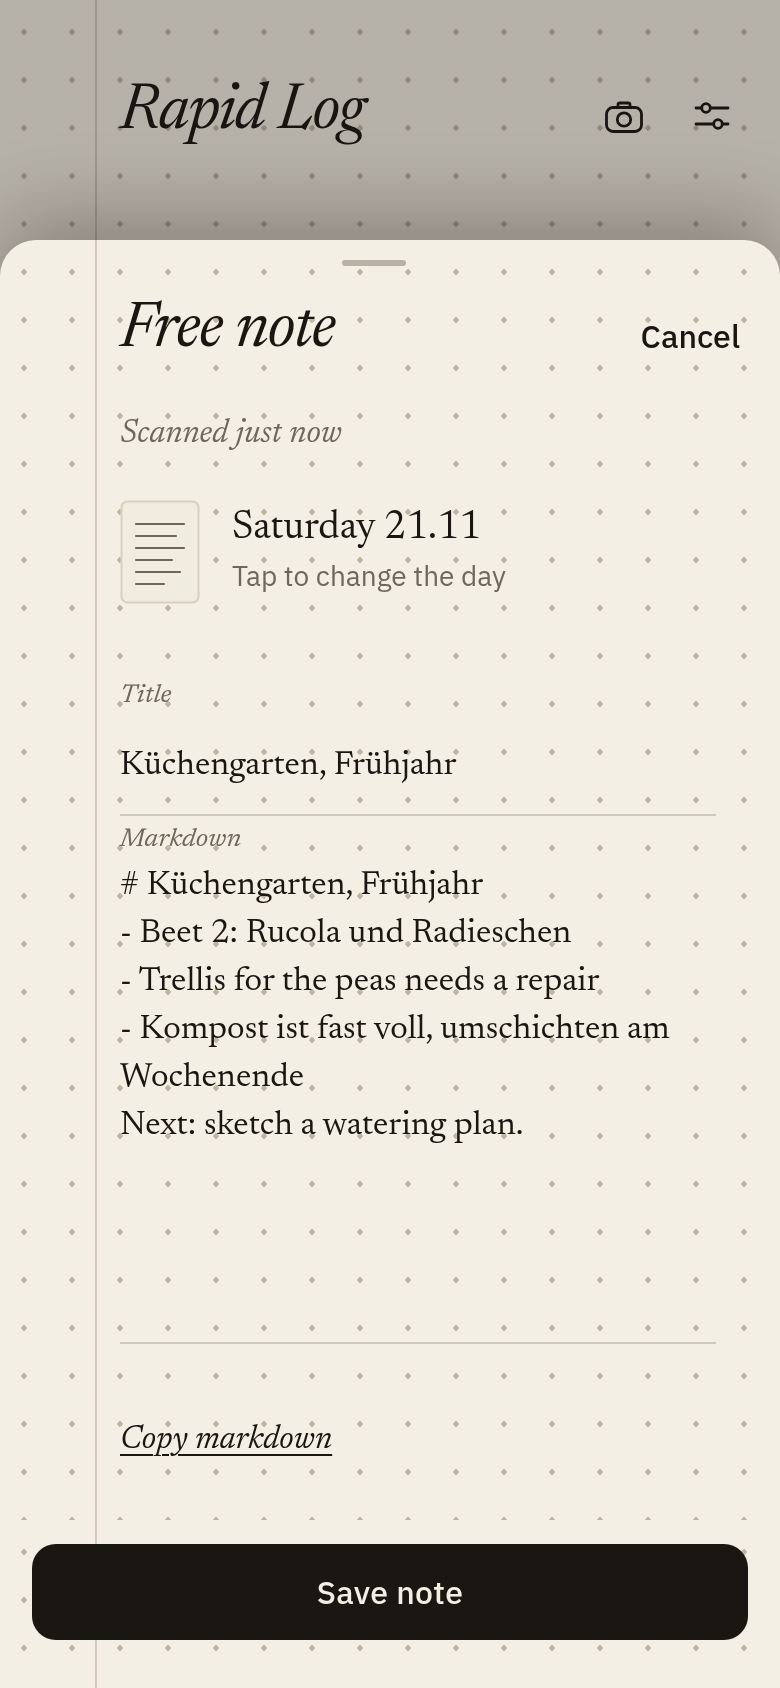 Rapid Log
Free note
Cancel
Scanned just now
Saturday 21.11
Tap to change the day
Title
Küchengarten, Frühjahr
Markdown
# Küchengarten, Frühjahr
- Beet 2: Rucola und Radieschen
- Trellis for the peas needs a repair
- Kompost ist fast voll, umschichten am
Wochenende
Next: sketch a watering plan.
Copy markdown
Save note